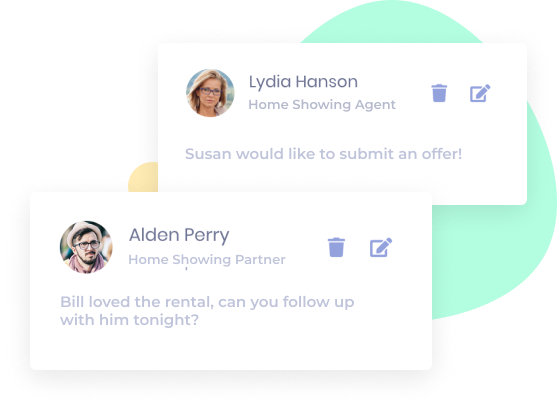 Lydia Hanson
Home Showing Agent
Susan would like to submit an offer!
Alden Perry
Home Showing Partner
Bill loved the rental, can you follow up
with him tonight?